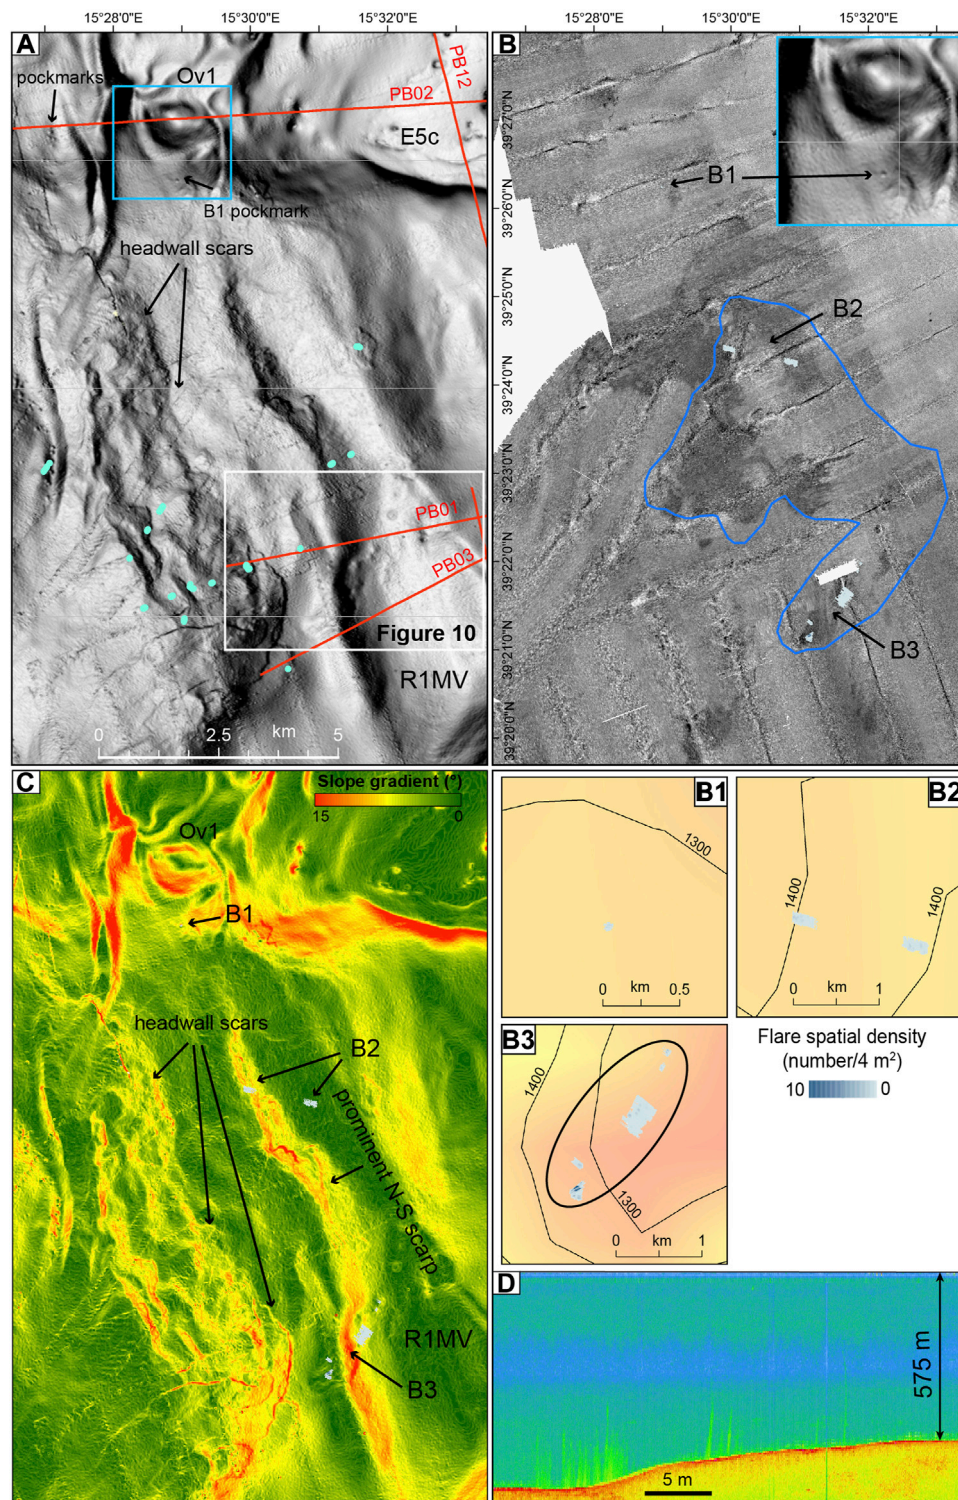 15°28'0"E
15°30'0"E
15°32'0"E
15°28'0"E
15°30'0"E
15°32'0"E
A
pockmarks
Ov1
PB02
PB12
E5c
B1 pockmark
headwall scars
PB01
PB03
Figure 10
R1MV
0
2.5
km
5
B
B1
B2
B3
39°27'0"N
39°26'0"N
39°25'0"N
39°24'0"N
39°23'0"N
39°22'0"N
39°21'0"N
39°20'0"N
C
Slope gradient (°)
15
0
Ov1
B1
headwall scars
B2
prominent N-S scarp
R1MV
B3
B1
1300
0
km
0.5
B2
1400
1400
0
km
1
B3
1400
1300
0
km
1
Flare spatial density
(number/4 m²)
10
0
D
575 m
5 m